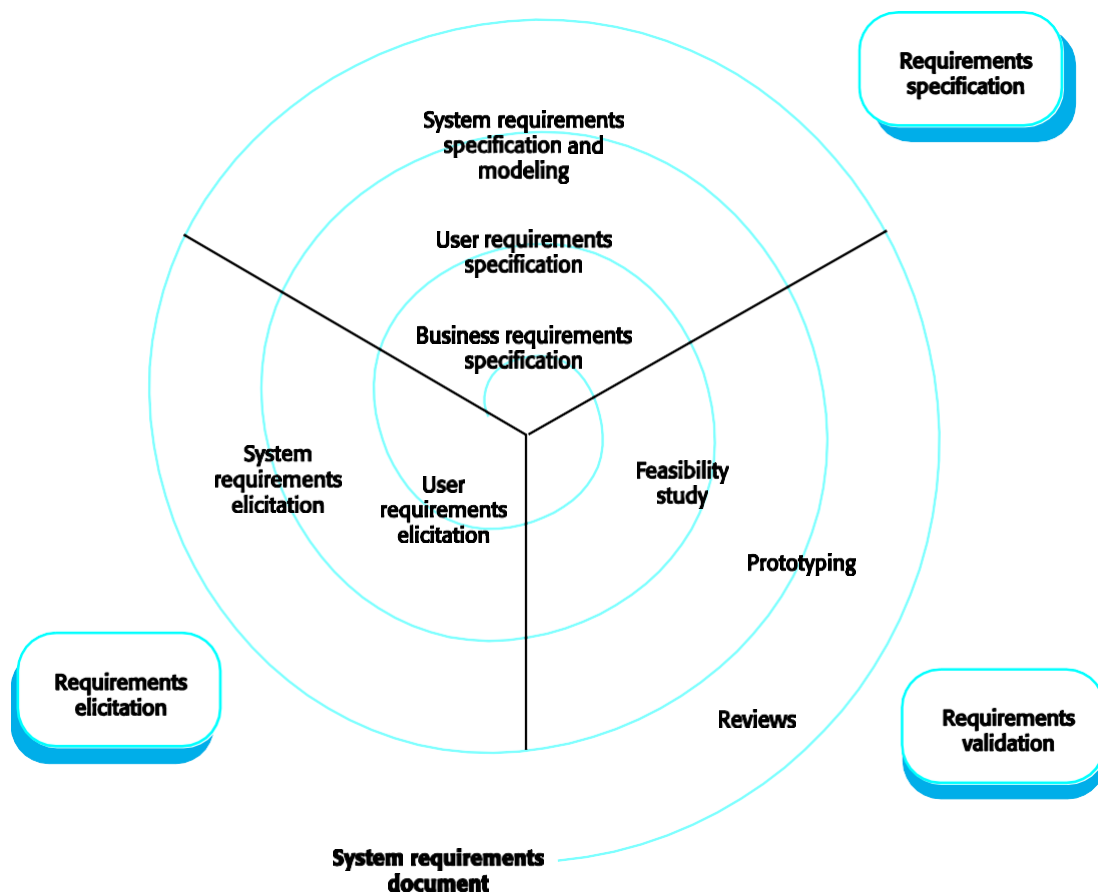 Requirements
specification
System requirements
specification and
modeling
User requirements
specification
Business requirements
specification
System
requirements
elicitation
User
requirements
elicitation
Feasibility
study
Prototyping
Reviews
Requirements
elicitation
Requirements
validation
System requirements
document